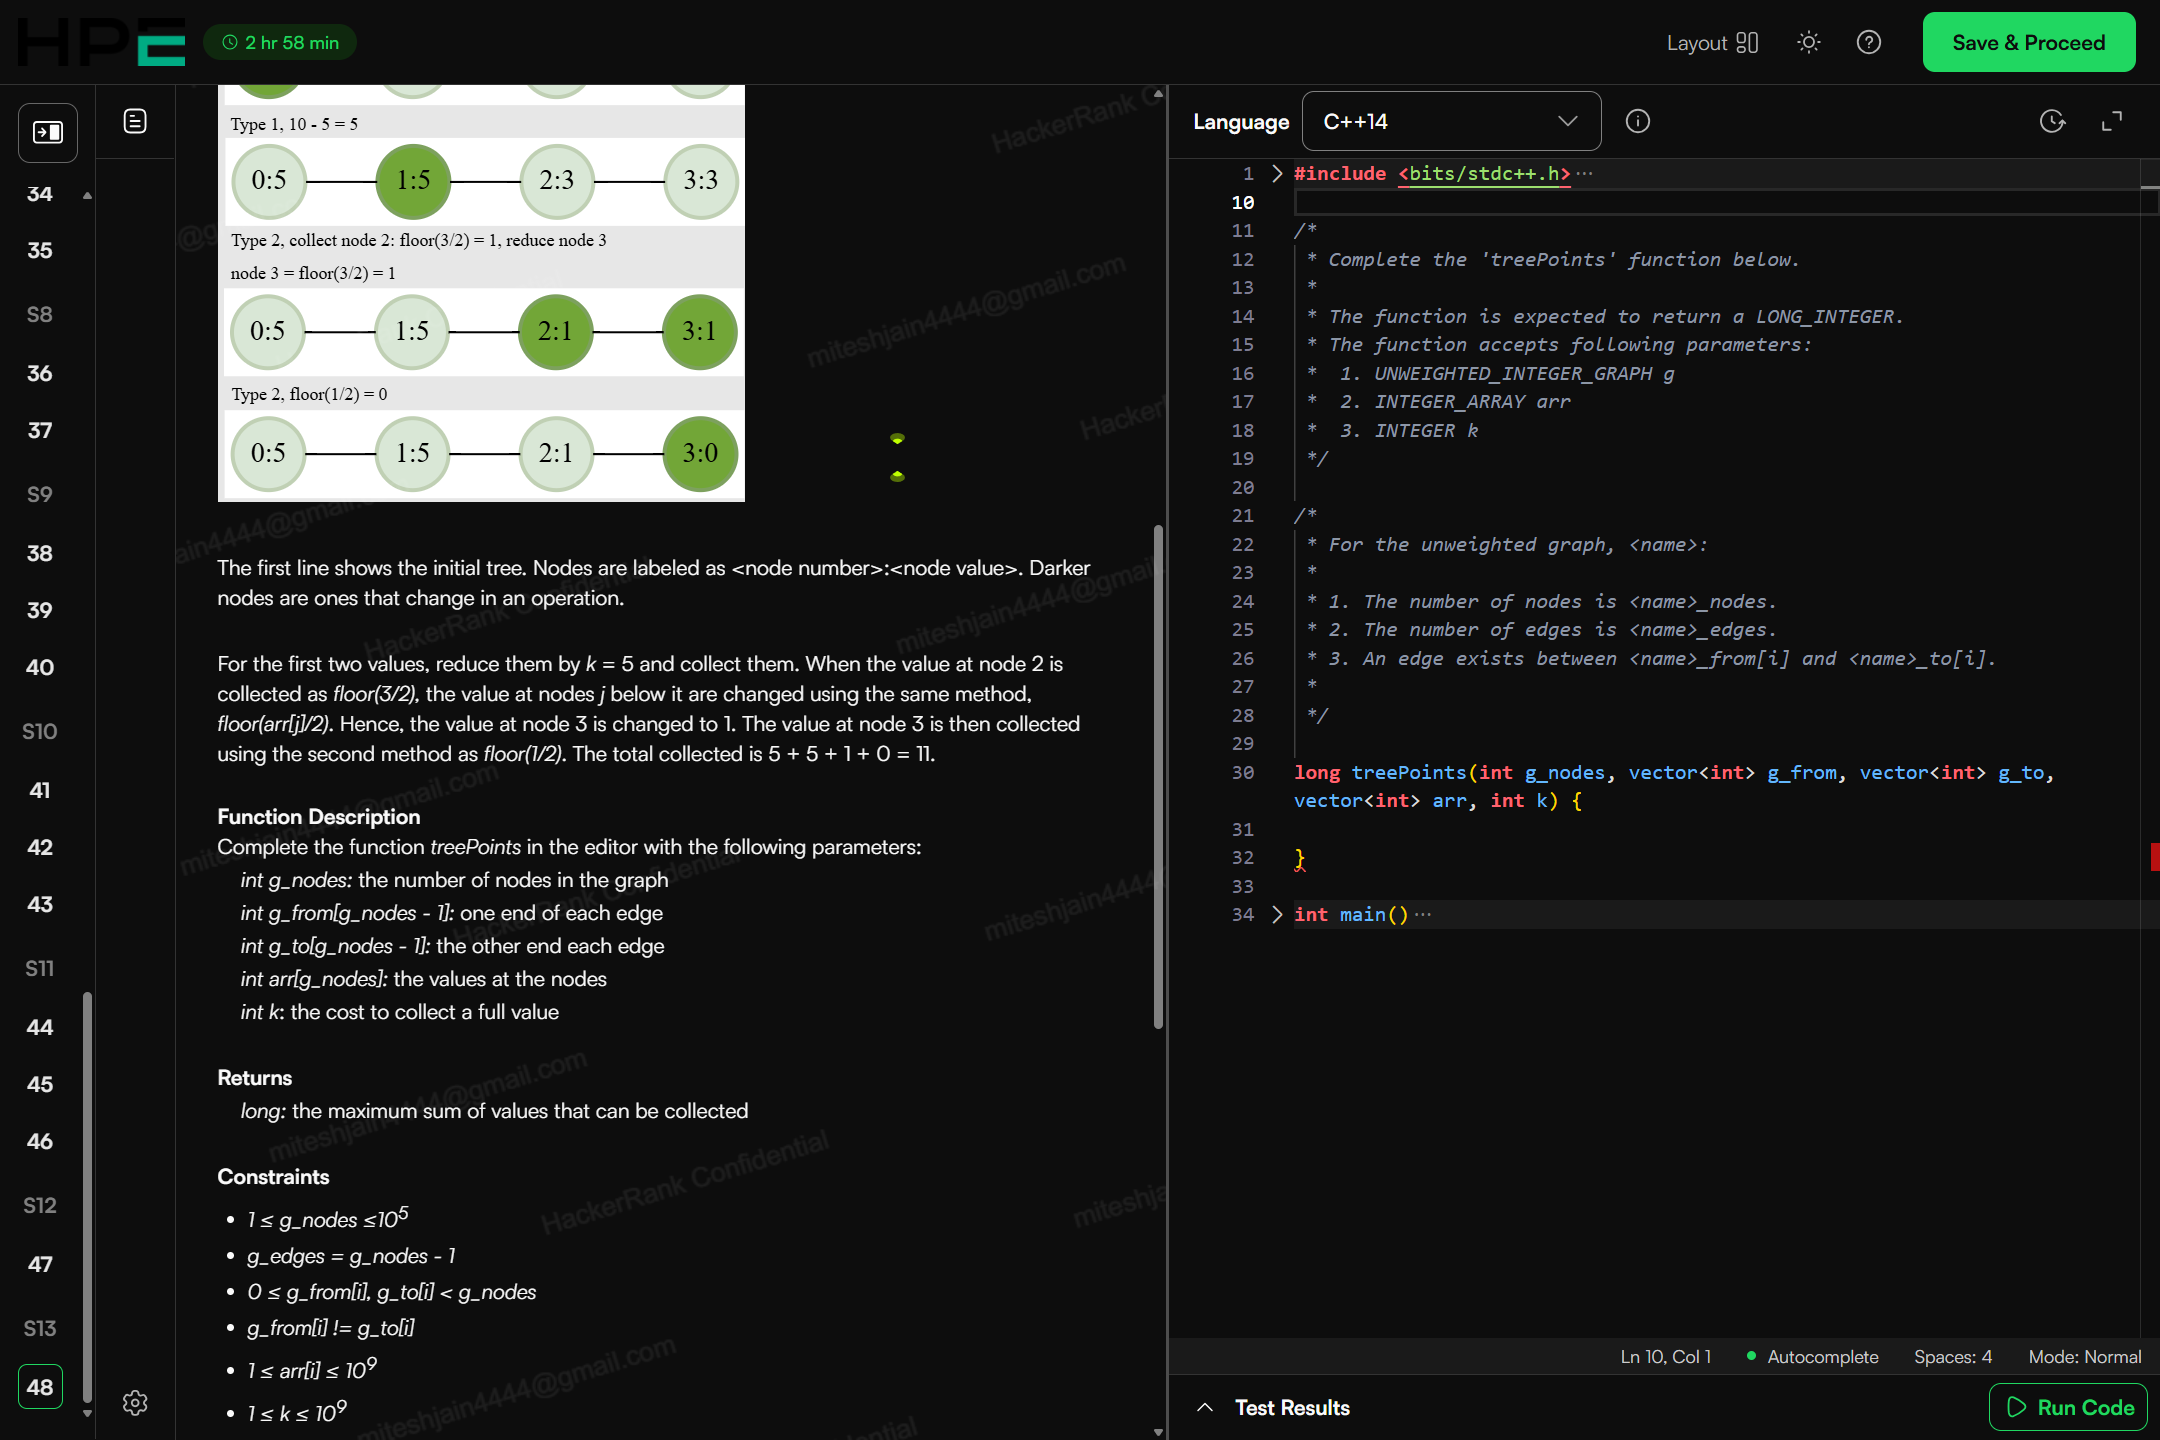 HPE
2 hr 58 min
Layout
Save & Proceed
34
35
S8
36
37
S9
38
39
40
S10
41
42
43
S11
44
45
46
S12
47
S13
48
Type 1, 10 - 5 = 5
0:5 1:5 2:3 3:3
Type 2, collect node 2: floor(3/2) = 1, reduce node 3
node 3 = floor(3/2) = 1
0:5 1:5 2:1 3:1
Type 2, floor(1/2) = 0
0:5 1:5 2:1 3:0
The first line shows the initial tree. Nodes are labeled as <node number>:<node value>. Darker
nodes are ones that change in an operation.
For the first two values, reduce them by k = 5 and collect them. When the value at node 2 is
collected as floor(3/2), the value at nodes j below it are changed using the same method,
floor(arr[j]/2). Hence, the value at node 3 is changed to 1. The value at node 3 is then collected
using the second method as floor(1/2). The total collected is 5 + 5 + 1 + 0 = 11.
Function Description
Complete the function treePoints in the editor with the following parameters:
int g_nodes: the number of nodes in the graph
int g_from[g_nodes - 1]: one end of each edge
int g_to[g_nodes - 1]: the other end each edge
int arr[g_nodes]: the values at the nodes
int k: the cost to collect a full value
Returns
long: the maximum sum of values that can be collected
Constraints
• 1 ≤ g_nodes ≤10^5
• g_edges = g_nodes - 1
• 0 ≤ g_from[i], g_to[i] < g_nodes
• g_from[i] != g_to[i]
• 1 ≤ arr[i] ≤ 10^9
• 1 ≤ k ≤ 10^9
HackerRank Confidential
miteshjain4444@gmail.com
Language C++14
1 #include <bits/stdc++.h>···
10
11 /*
12 * Complete the 'treePoints' function below.
13 *
14 * The function is expected to return a LONG_INTEGER.
15 * The function accepts following parameters:
16 *  1. UNWEIGHTED_INTEGER_GRAPH g
17 *  2. INTEGER_ARRAY arr
18 *  3. INTEGER k
19 */
20
21 /*
22 * For the unweighted graph, <name>:
23 *
24 * 1. The number of nodes is <name>_nodes.
25 * 2. The number of edges is <name>_edges.
26 * 3. An edge exists between <name>_from[i] and <name>_to[i].
27 *
28 */
29
30 long treePoints(int g_nodes, vector<int> g_from, vector<int> g_to,
vector<int> arr, int k) {
31
32 }
33
34 int main()···
Ln 10, Col 1 Autocomplete Spaces: 4 Mode: Normal
Test Results
Run Code